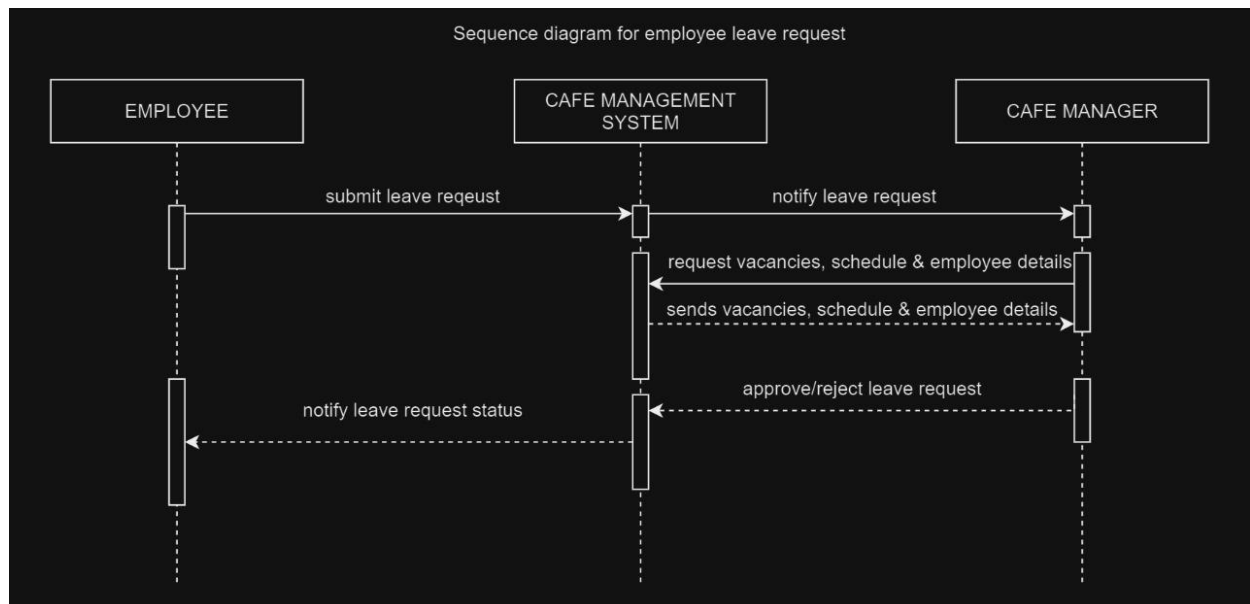 Sequence diagram for employee leave request
EMPLOYEE
CAFE MANAGEMENT
SYSTEM
CAFE MANAGER
submit leave reqeust
notify leave request
request vacancies, schedule & employee details
sends vacancies, schedule & employee details
approve/reject leave request
notify leave request status